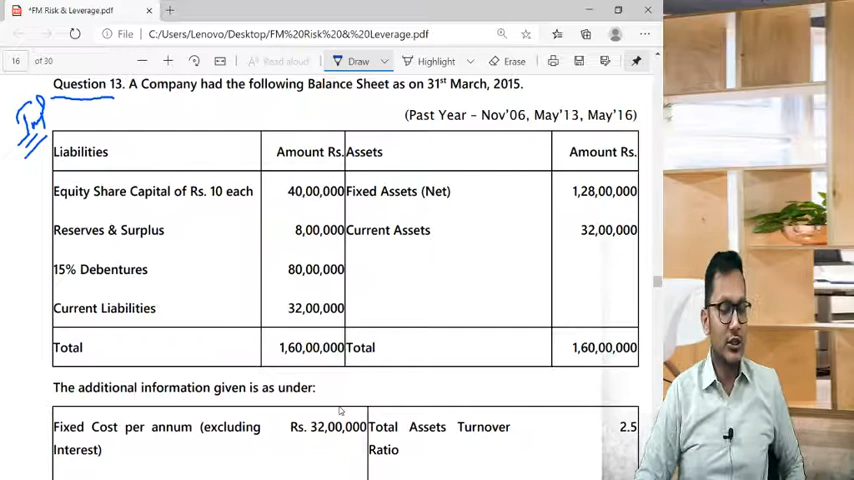 *FM Risk & Leverage.pdf
File
C:/Users/Lenovo/Desktop/FM%20Risk%20&%20Leverage.pdf
16 of 30
Read aloud
Draw
Highlight
Erase
Question 13. A Company had the following Balance Sheet as on 31st March, 2015.
Imp
(Past Year – Nov'06, May'13, May'16)
Liabilities Amount Rs. Assets Amount Rs.
Equity Share Capital of Rs. 10 each 40,00,000 Fixed Assets (Net) 1,28,00,000
Reserves & Surplus 8,00,000 Current Assets 32,00,000
15% Debentures 80,00,000
Current Liabilities 32,00,000
Total 1,60,00,000 Total 1,60,00,000
The additional information given is as under:
Fixed Cost per annum (excluding Rs. 32,00,000 Total Assets Turnover 2.5
Interest) Ratio